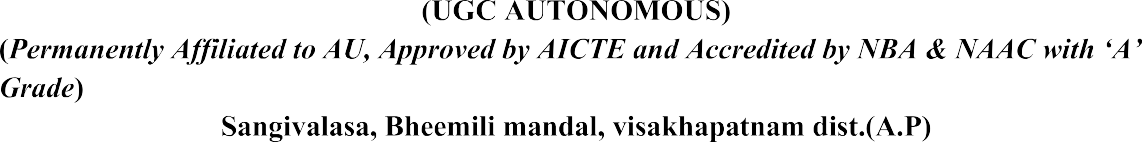 (UGC AUTONOMOUS)
(Permanently Affiliated to AU, Approved by AICTE and Accredited by NBA & NAAC with ‘A’
Grade)
Sangivalasa, Bheemili mandal, visakhapatnam dist.(A.P)